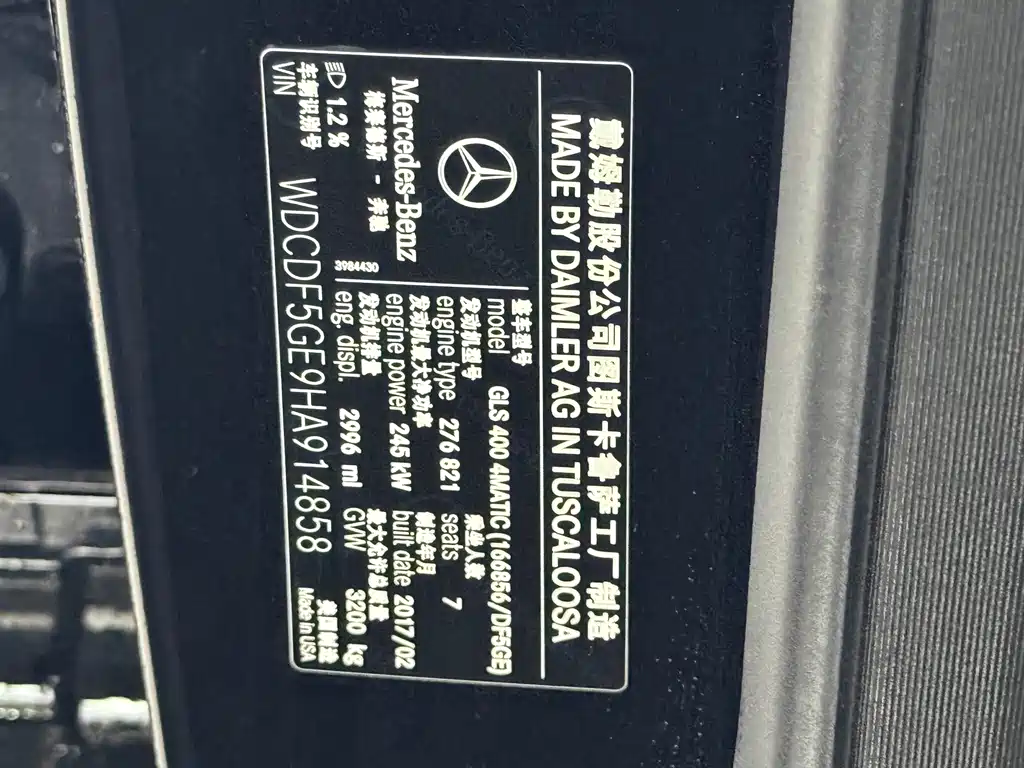 戴姆勒股份公司图斯卡鲁萨工厂制造
MADE BY DAIMLER AG IN TUSCALOOSA
Mercedes-Benz
梅赛德斯 - 奔驰
3984430
整车型号
model GLS 400 4MATIC (166856/DF5GE)
发动机型号 乘坐人数
engine type 276 821 seats 7
发动机最大净功率 制造年月
engine power 245 kW built date 2017/02
发动机排量 最大允许总质量
eng. displ. 2996 ml GVW 3200 kg
1.2 %
车辆识别号 美国制造
VIN WDCDF5GE9HA914858 Made In USA